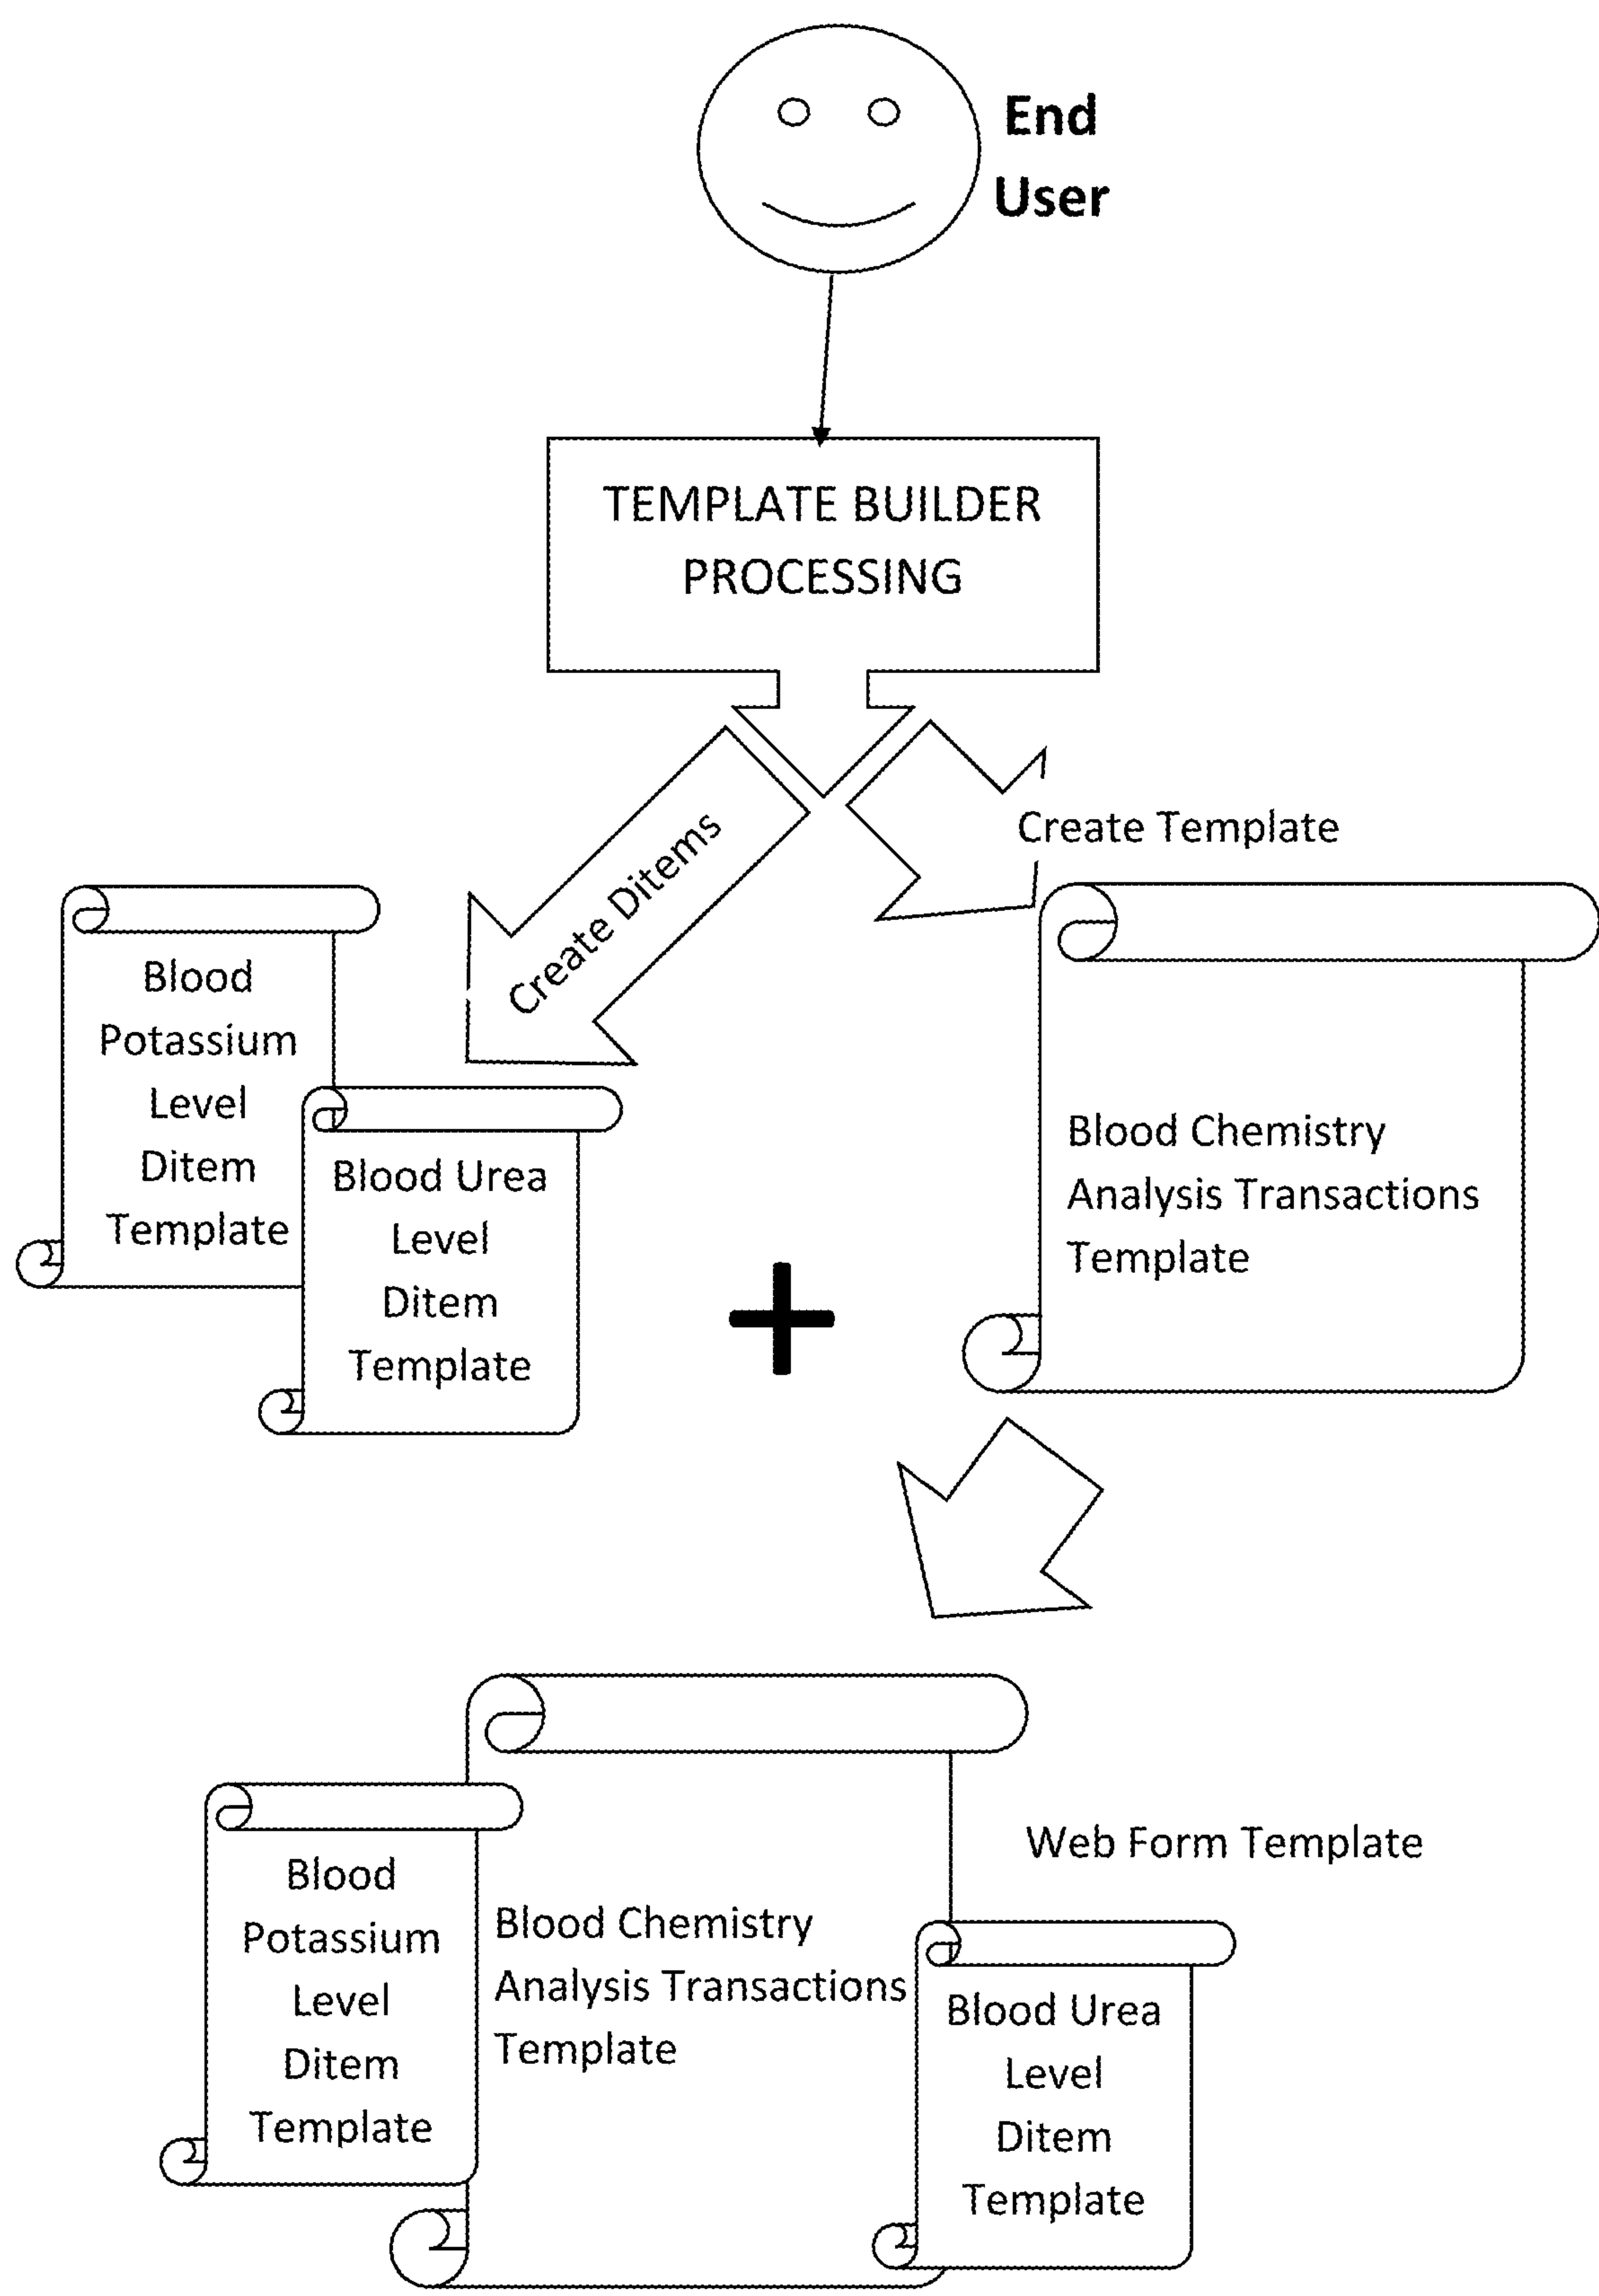 End
User
TEMPLATE BUILDER
PROCESSING
Create Ditems
Create Template
Blood
Potassium
Level
Ditem
Template
Blood Urea
Level
Ditem
Template
+
Blood Chemistry
Analysis Transactions
Template
Web Form Template
Blood
Potassium
Level
Ditem
Template
Blood Chemistry
Analysis Transactions
Template
Blood Urea
Level
Ditem
Template